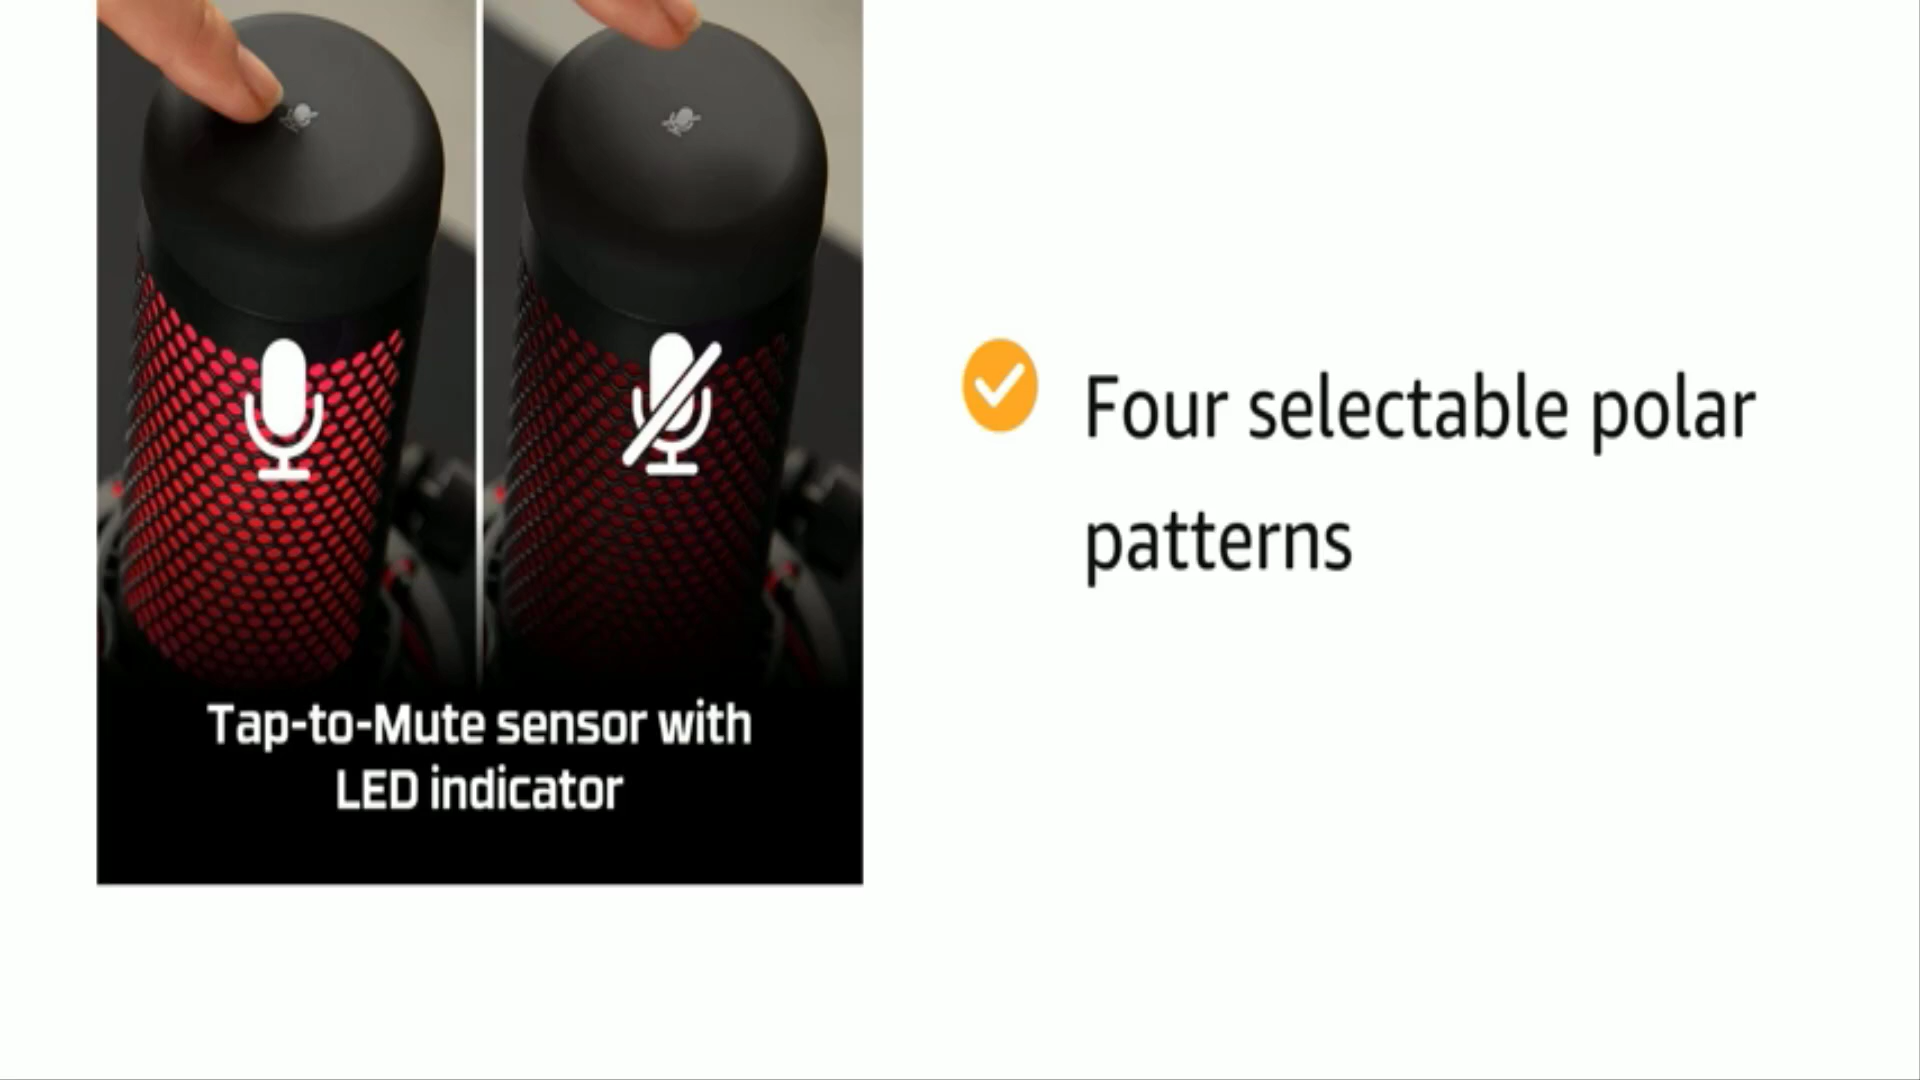 Tap-to-Mute sensor with
LED indicator
Four selectable polar
patterns